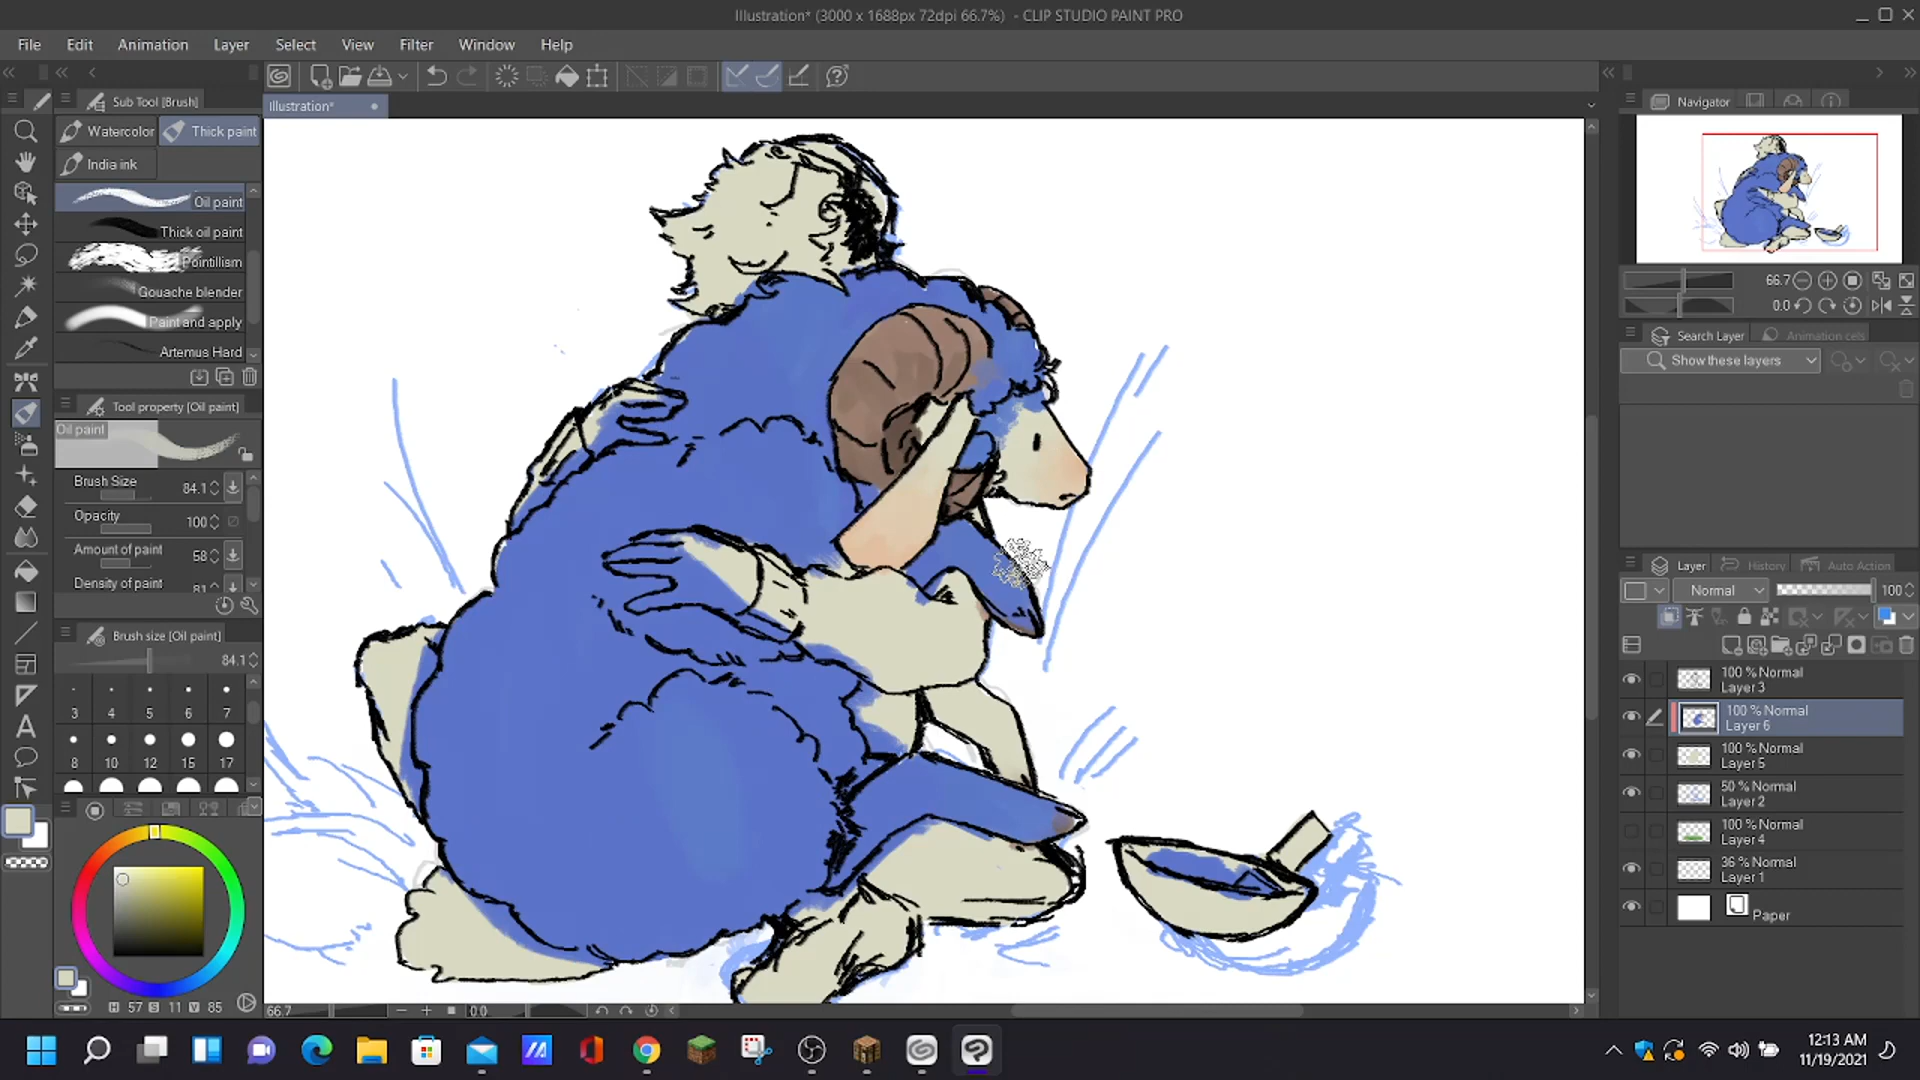 Illustration* (3000 x 1688px 72dpi 66.7%) - CLIP STUDIO PAINT PRO
File Edit Animation Layer Select View Filter Window Help
Sub Tool [Brush]
Illustration*
Navigator
Watercolor Thick paint
India ink
Oil paint
Thick oil paint
Pointillism
Gouache blender
Paint and apply
Artemus Hard
66.7
0.0
Search Layer Animation cels
Show these layers
Tool property [Oil paint]
Oil paint
Brush Size 84.1
Opacity 100
Amount of paint 58
Density of paint 81
Layer History Auto Action
Normal 100
Brush size [Oil paint]
84.1
3 4 5 6 7
8 10 12 15 17
100 % Normal
Layer 3
100 % Normal
Layer 6
100 % Normal
Layer 5
50 % Normal
Layer 2
100 % Normal
Layer 4
36 % Normal
Layer 1
Paper
H 57 S 11 V 85
66.7 0.0
12:13 AM
11/19/2021